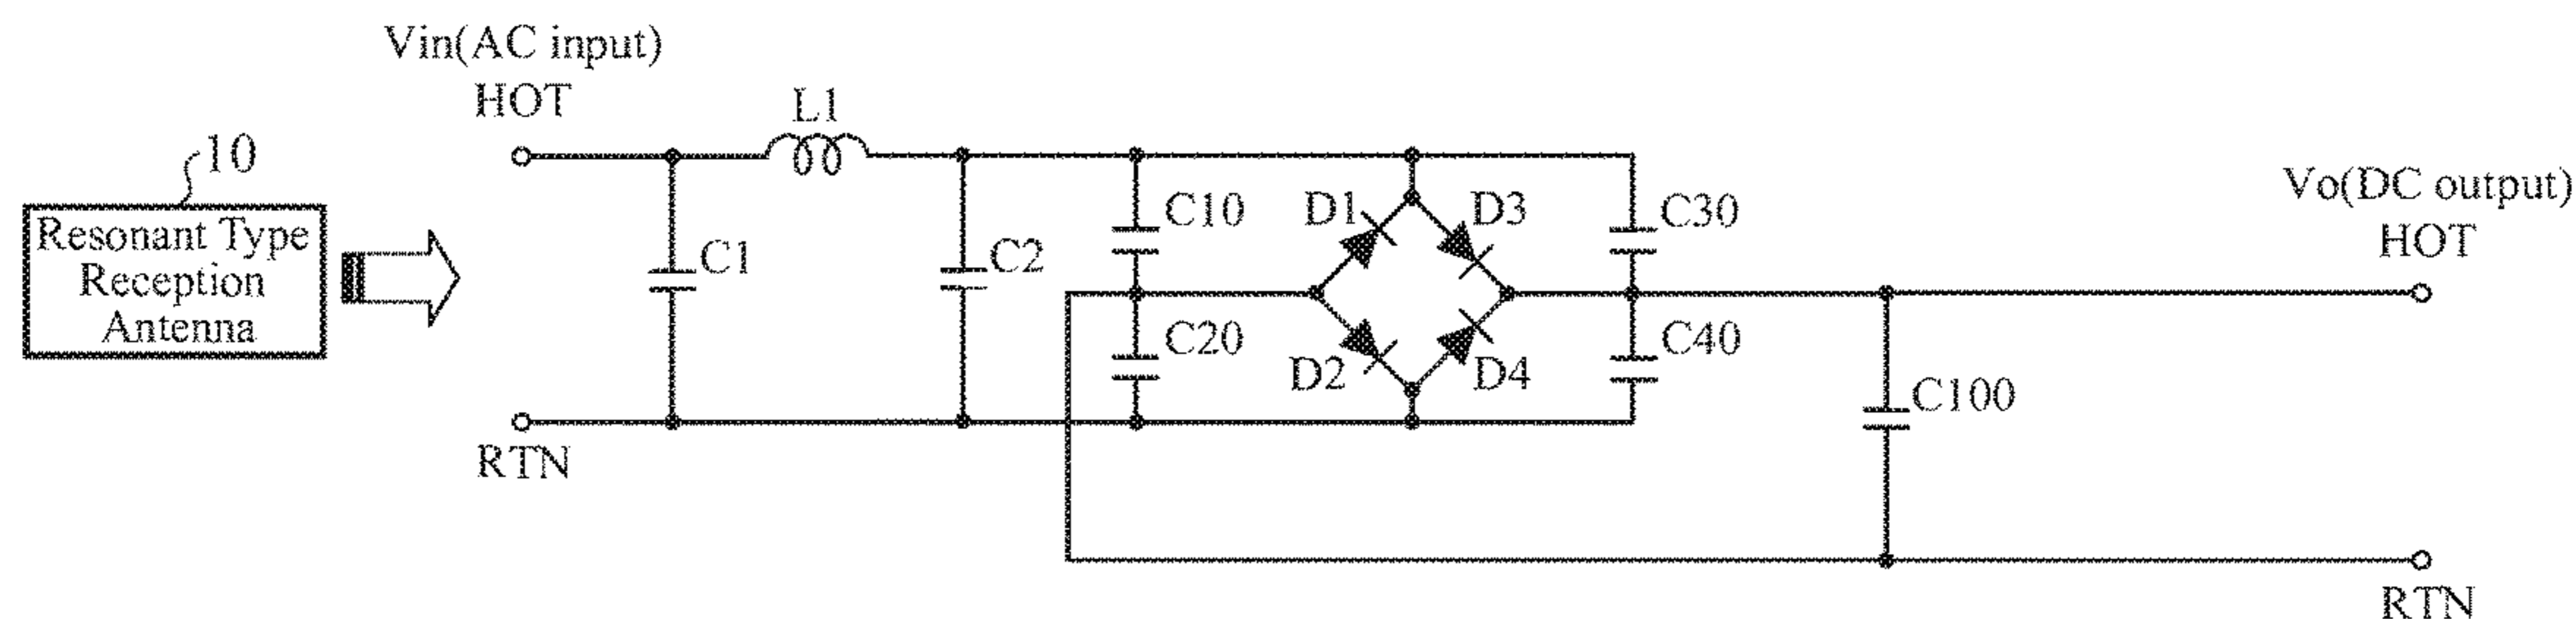 Vin(AC input)
HOT
L1
10
Resonant Type
Reception
Antenna
C1
C2
C10
D1
D3
C30
Vo(DC output)
HOT
C20
D2
D4
C40
C100
RTN
RTN